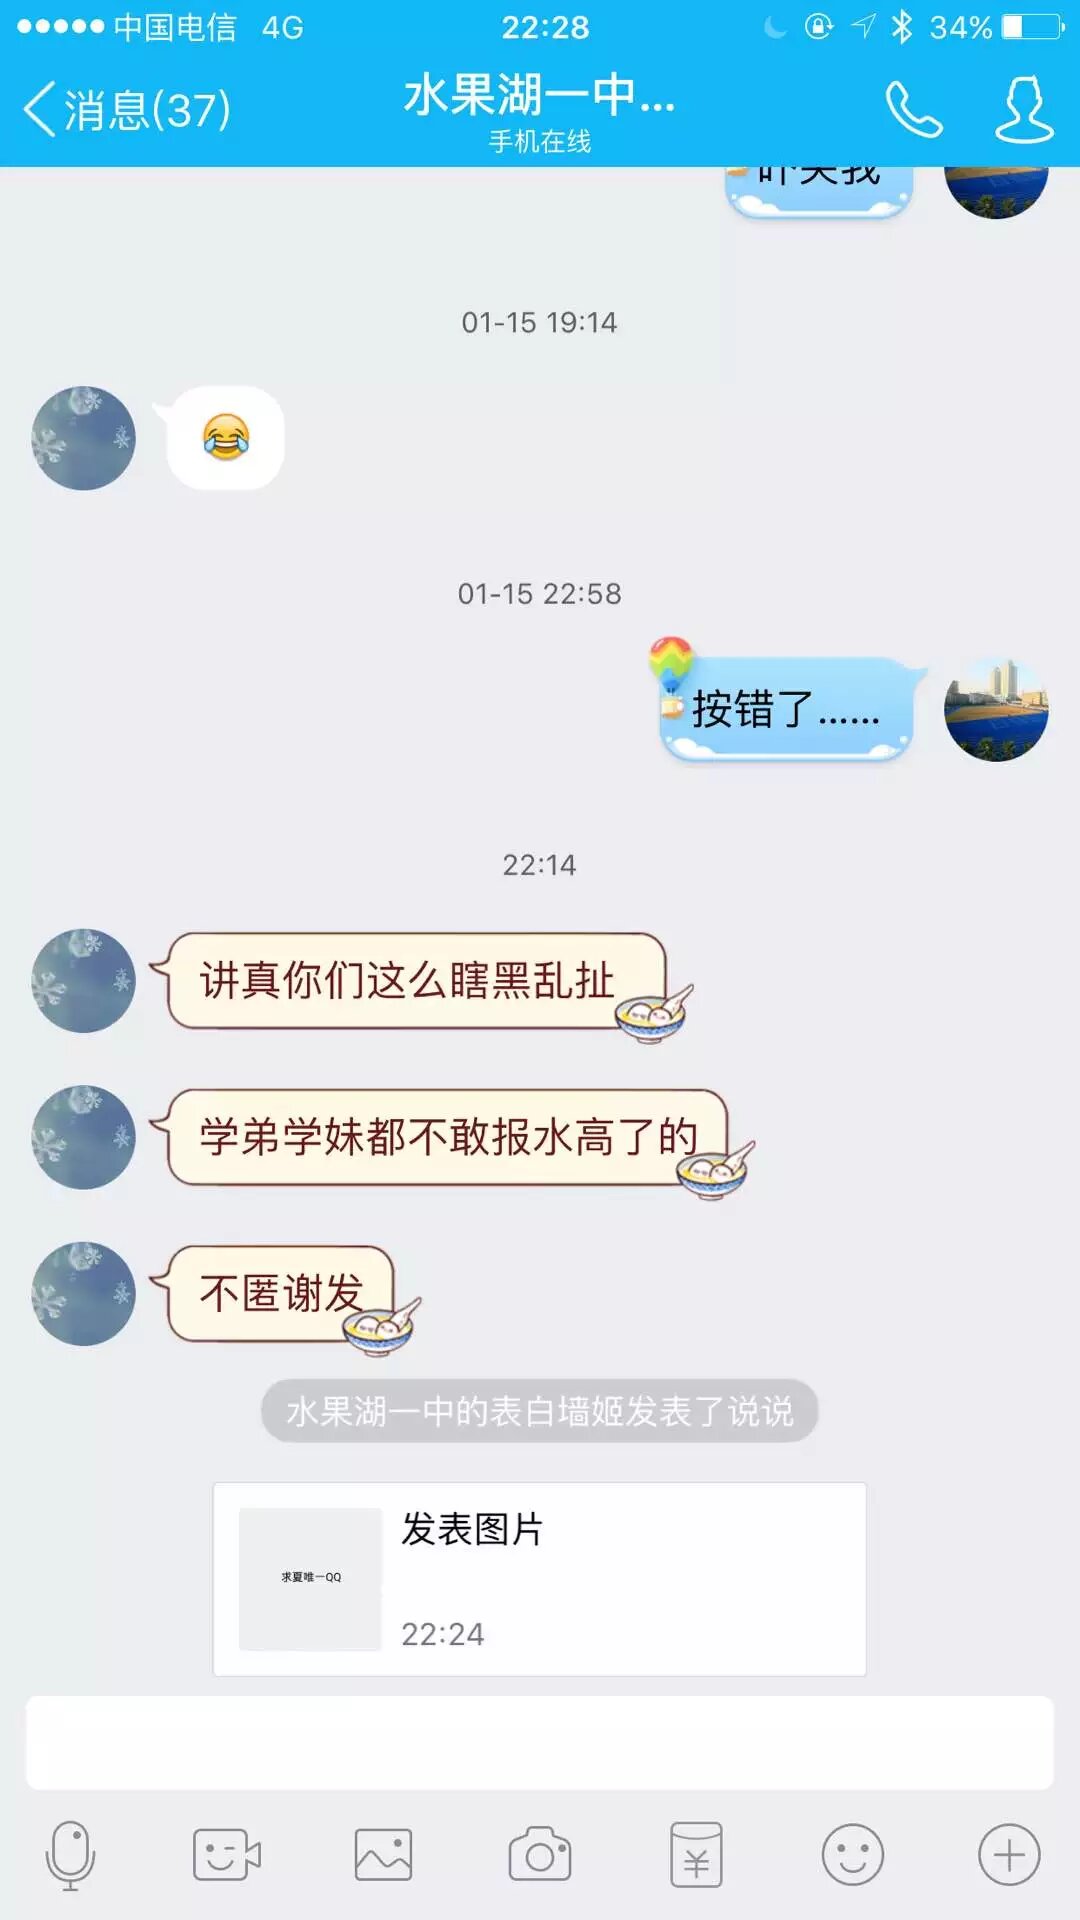 中国电信 4G 22:28 34%
消息(37)
水果湖一中...
手机在线
吓笑我
01-15 19:14
01-15 22:58
按错了......
22:14
讲真你们这么瞎黑乱扯
学弟学妹都不敢报水高了的
不匿谢发
水果湖一中的表白墙姬发表了说说
发表图片
求夏唯一QQ
22:24